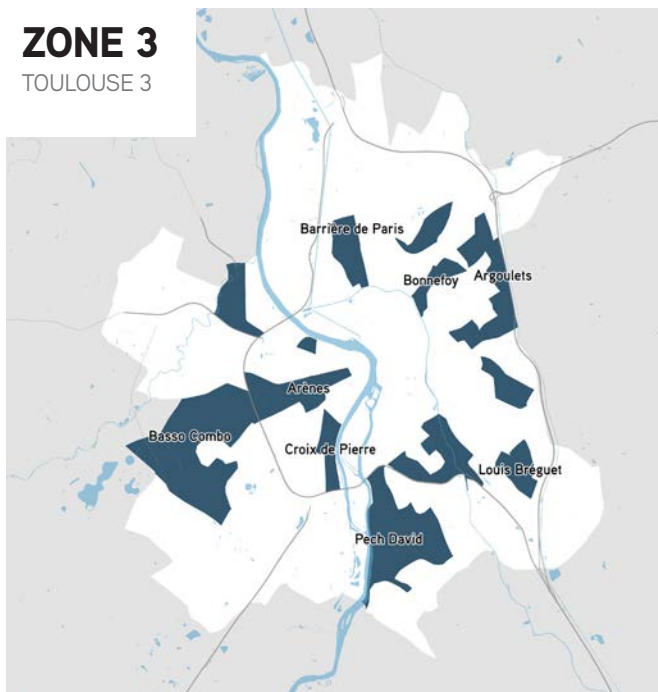 ZONE 3
TOULOUSE 3
Barrière de Paris
Bonnefoy
Argoulets
Arènes
Basso Combo
Croix de Pierre
Louis Bréguet
Pech David